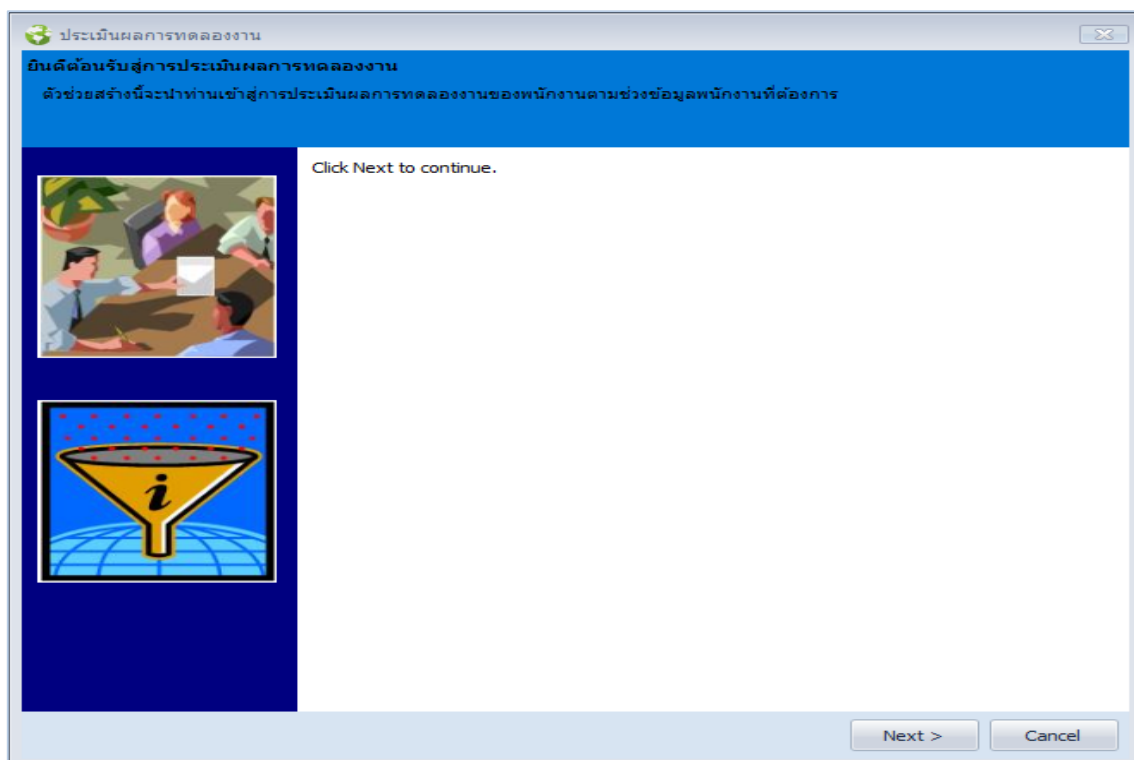 ประเมินผลการทดลองงาน
ยินดีต้อนรับสู่การประเมินผลการทดลองงาน
ตัวช่วยสร้างนี้จะนำท่านเข้าสู่การประเมินผลการทดลองงานของพนักงานตามช่วงข้อมูลพนักงานที่ต้องการ
Click Next to continue.
i
Next >
Cancel